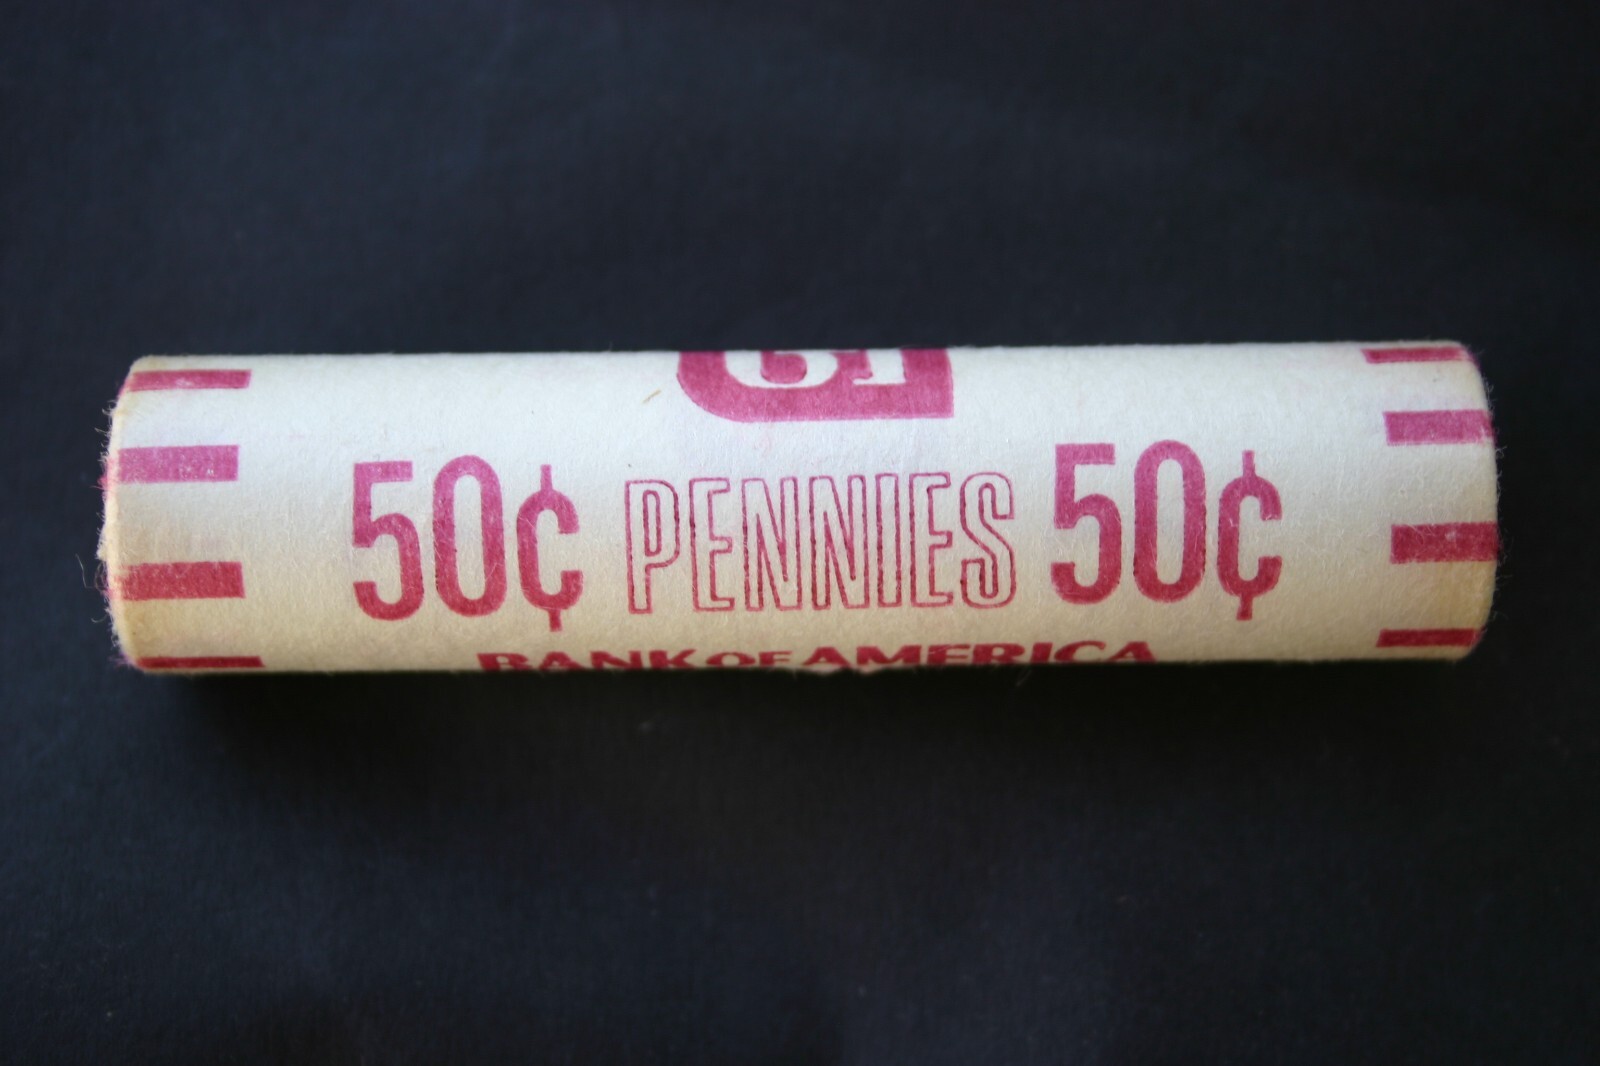 50¢ PENNIES 50¢
BANK OF AMERICA